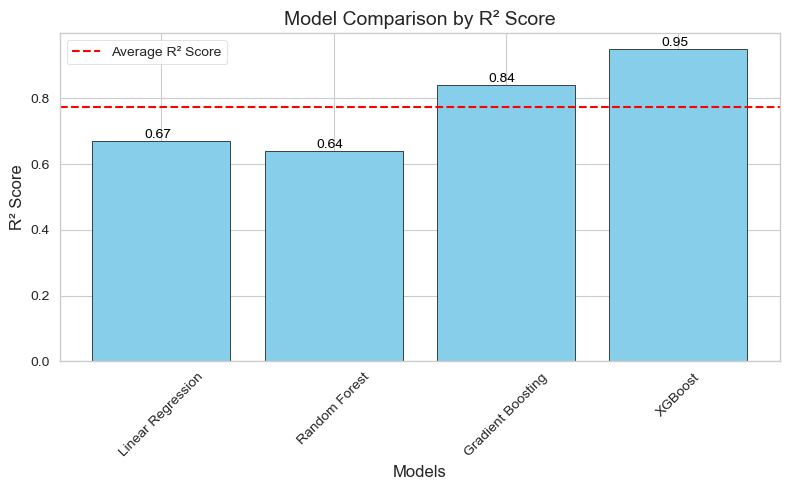 Model Comparison by R² Score
Average R² Score
0.67
0.64
0.84
0.95
R² Score
0.8
0.6
0.4
0.2
0.0
Linear Regression
Random Forest
Gradient Boosting
XGBoost
Models